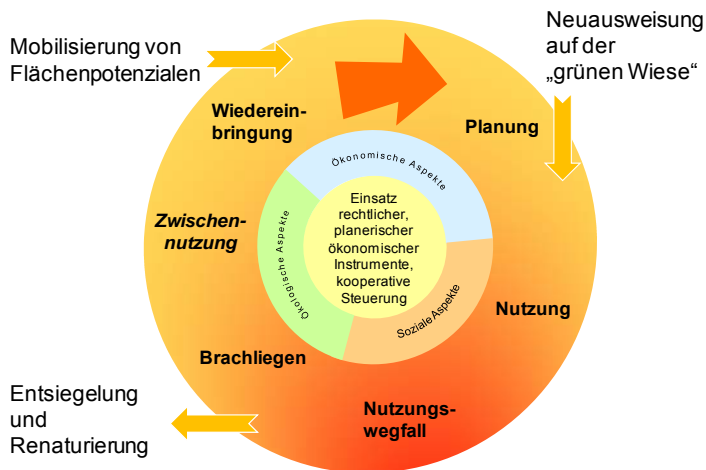 Mobilisierung von
Flächenpotenzialen
Neuausweisung
auf der
„grünen Wiese“
Wiederein-
bringung
Planung
Ökonomische Aspekte
Zwischen-
nutzung
Ökologische Aspekte
Einsatz
rechtlicher,
planerischer
ökonomischer
Instrumente,
kooperative
Steuerung
Soziale Aspekte
Nutzung
Brachliegen
Nutzungs-
wegfall
Entsiegelung
und
Renaturierung